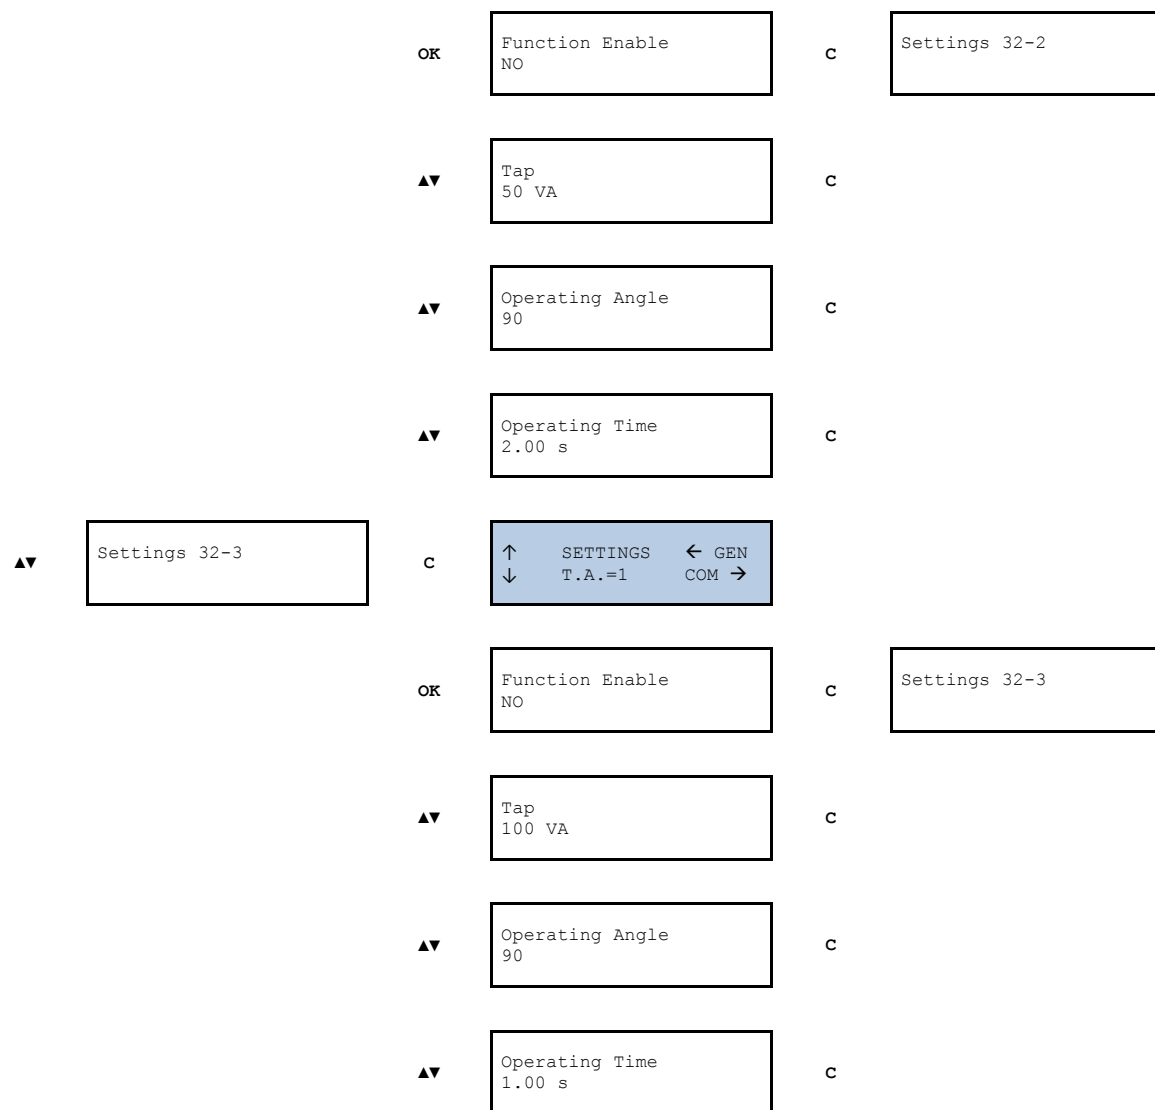 OK
Function Enable
NO
C
Settings 32-2
▲▼
Tap
50 VA
C
▲▼
Operating Angle
90
C
▲▼
Operating Time
2.00 s
C
▲▼
Settings 32-3
C
↑ SETTINGS ← GEN
↓ T.A.=1 COM →
OK
Function Enable
NO
C
Settings 32-3
▲▼
Tap
100 VA
C
▲▼
Operating Angle
90
C
▲▼
Operating Time
1.00 s
C